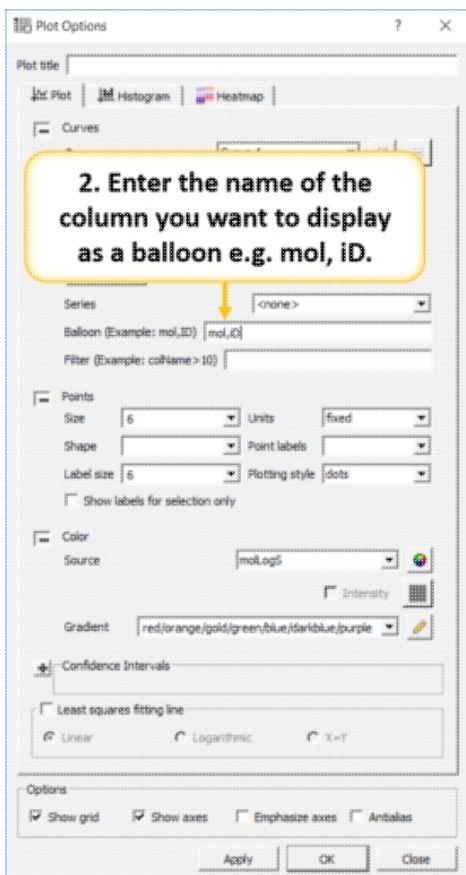 Plot Options
? ×
Plot title
Plot Histogram Heatmap
Curves
2. Enter the name of the
column you want to display
as a balloon e.g. mol, iD.
Series <none>
Balloon (Example: mol,ID) mol,iD
Filter (Example: colName>10)
Points
Size 6 Units fixed
Shape Point labels
Label size 6 Plotting style dots
Show labels for selection only
Color
Source molLogS
Intensity
Gradient red/orange/gold/green/blue/darkblue/purple
Confidence Intervals
Least squares fitting line
Linear Logarithmic X=Y
Options
Show grid Show axes Emphasize axes Antialias
Apply OK Close